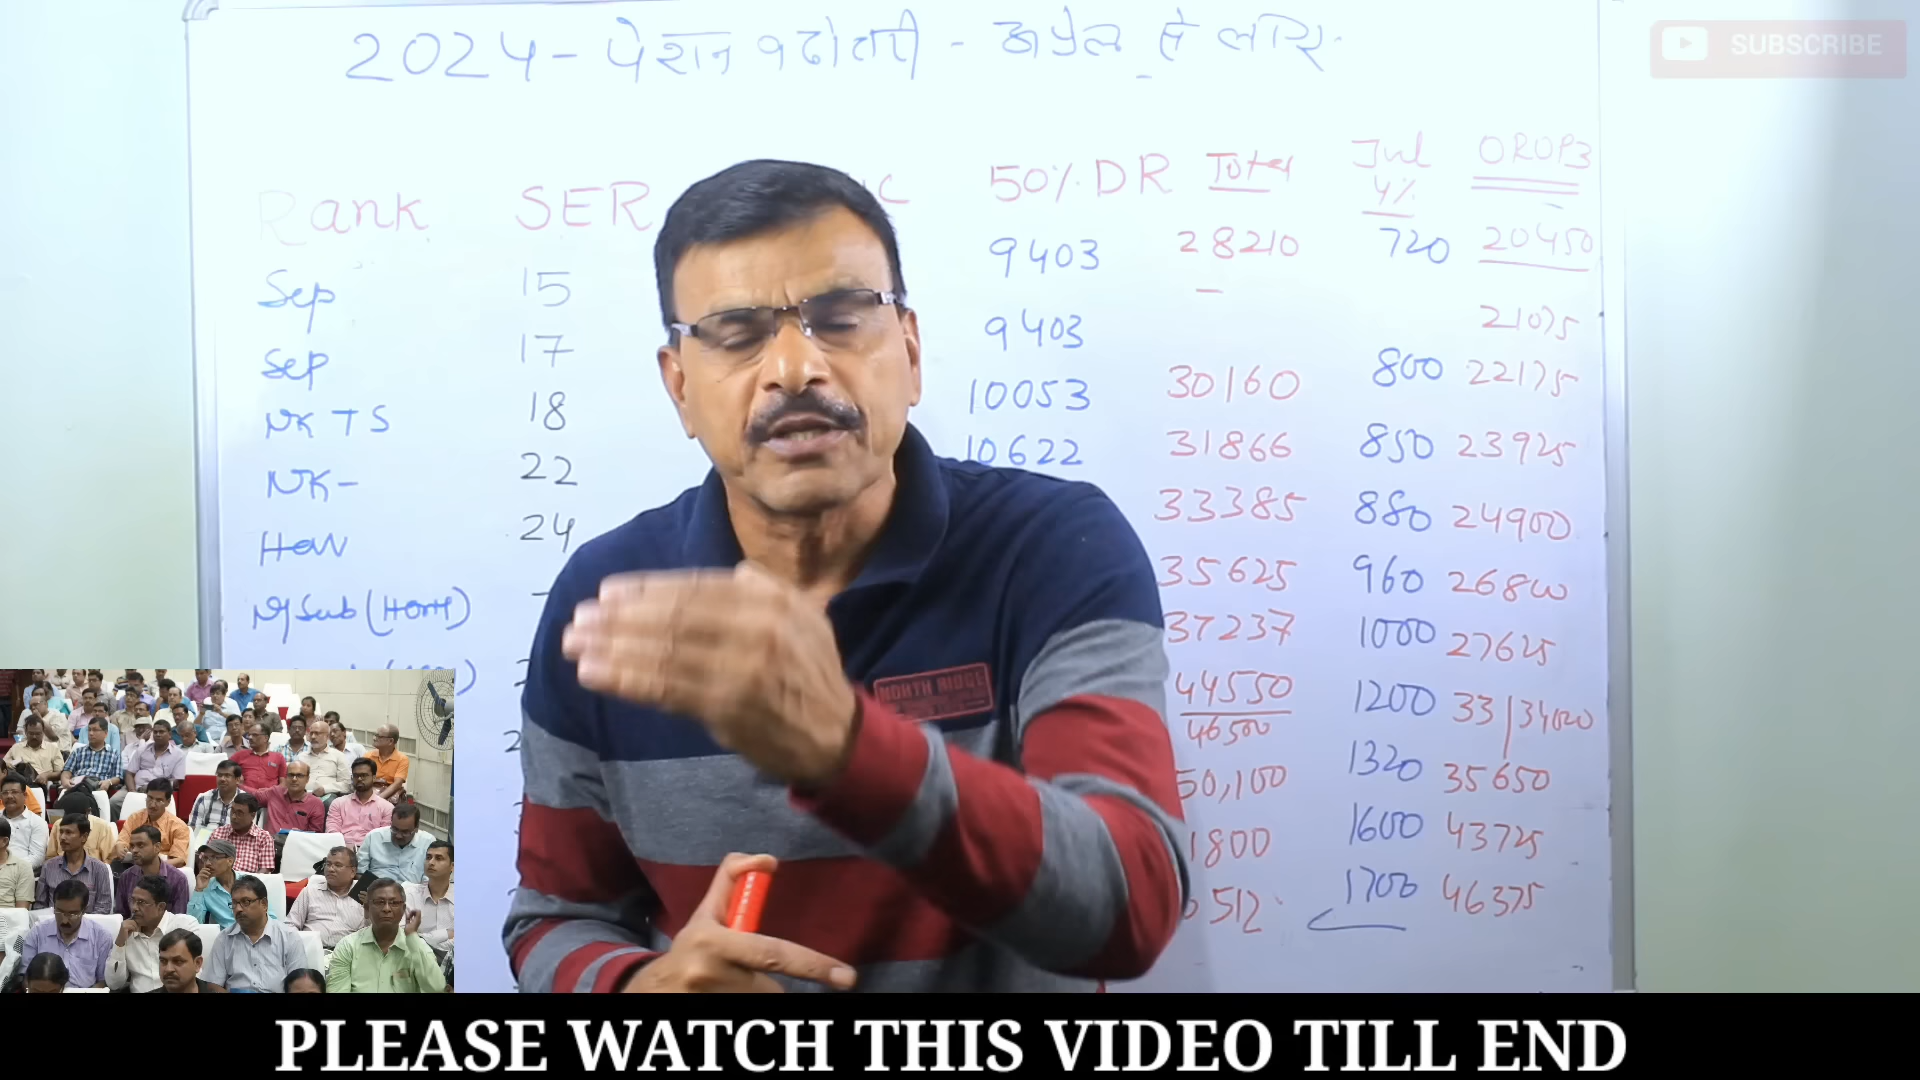 2024 - पेंशन बढ़ोतरी - अप्रैल से लागू
SUBSCRIBE
Rank SER 50% DR Total Jul 4% OROP3
Sep 15 9403 28210 720 20450
Sep 17 9403 21075
NK TS 18 10053 30160 800 22175
NK- 22 10622 31866 850 23925
HAV 24 33385 880 24900
N/Sub (HONY) 35625 960 26800
37237 1000 27625
44550 1200 33/34000
46500
50,100 1320 35650
1800 1600 43725
512 1700 46375
NORTH RIDGE
PLEASE WATCH THIS VIDEO TILL END